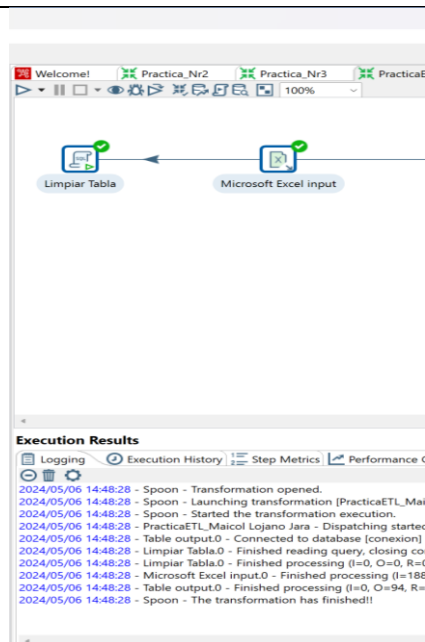 Welcome! Practica_Nr2 Practica_Nr3 PracticaE
100%
Limpiar Tabla Microsoft Excel input
Execution Results
Logging Execution History Step Metrics Performance G
2024/05/06 14:48:28 - Spoon - Transformation opened.
2024/05/06 14:48:28 - Spoon - Launching transformation [PracticaETL_Mai
2024/05/06 14:48:28 - Spoon - Started the transformation execution.
2024/05/06 14:48:28 - PracticaETL_Maicol Lojano Jara - Dispatching started
2024/05/06 14:48:28 - Table output.0 - Connected to database [conexion]
2024/05/06 14:48:28 - Limpiar Tabla.0 - Finished reading query, closing co
2024/05/06 14:48:28 - Limpiar Tabla.0 - Finished processing (I=0, O=0, R=0
2024/05/06 14:48:28 - Microsoft Excel input.0 - Finished processing (I=188
2024/05/06 14:48:28 - Table output.0 - Finished processing (I=0, O=94, R=
2024/05/06 14:48:28 - Spoon - The transformation has finished!!